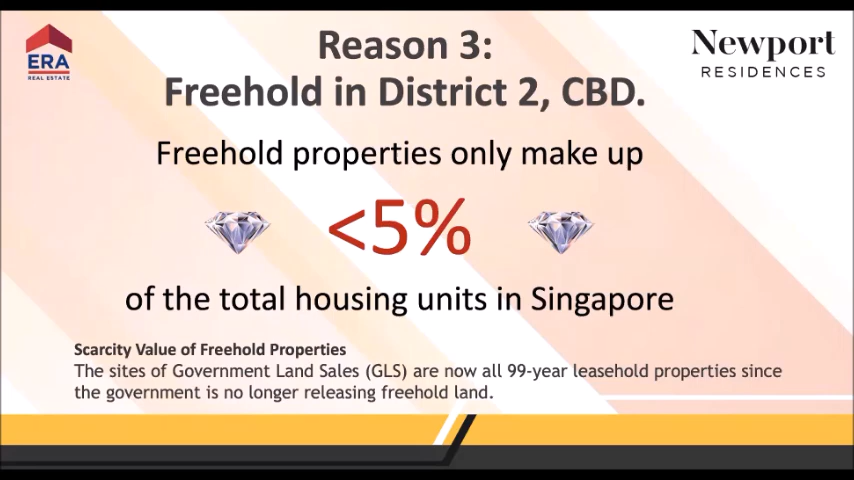 ERA
REAL ESTATE
Reason 3:
Newport
RESIDENCES
Freehold in District 2, CBD.
Freehold properties only make up
<5%
of the total housing units in Singapore
Scarcity Value of Freehold Properties
The sites of Government Land Sales (GLS) are now all 99-year leasehold properties since
the government is no longer releasing freehold land.